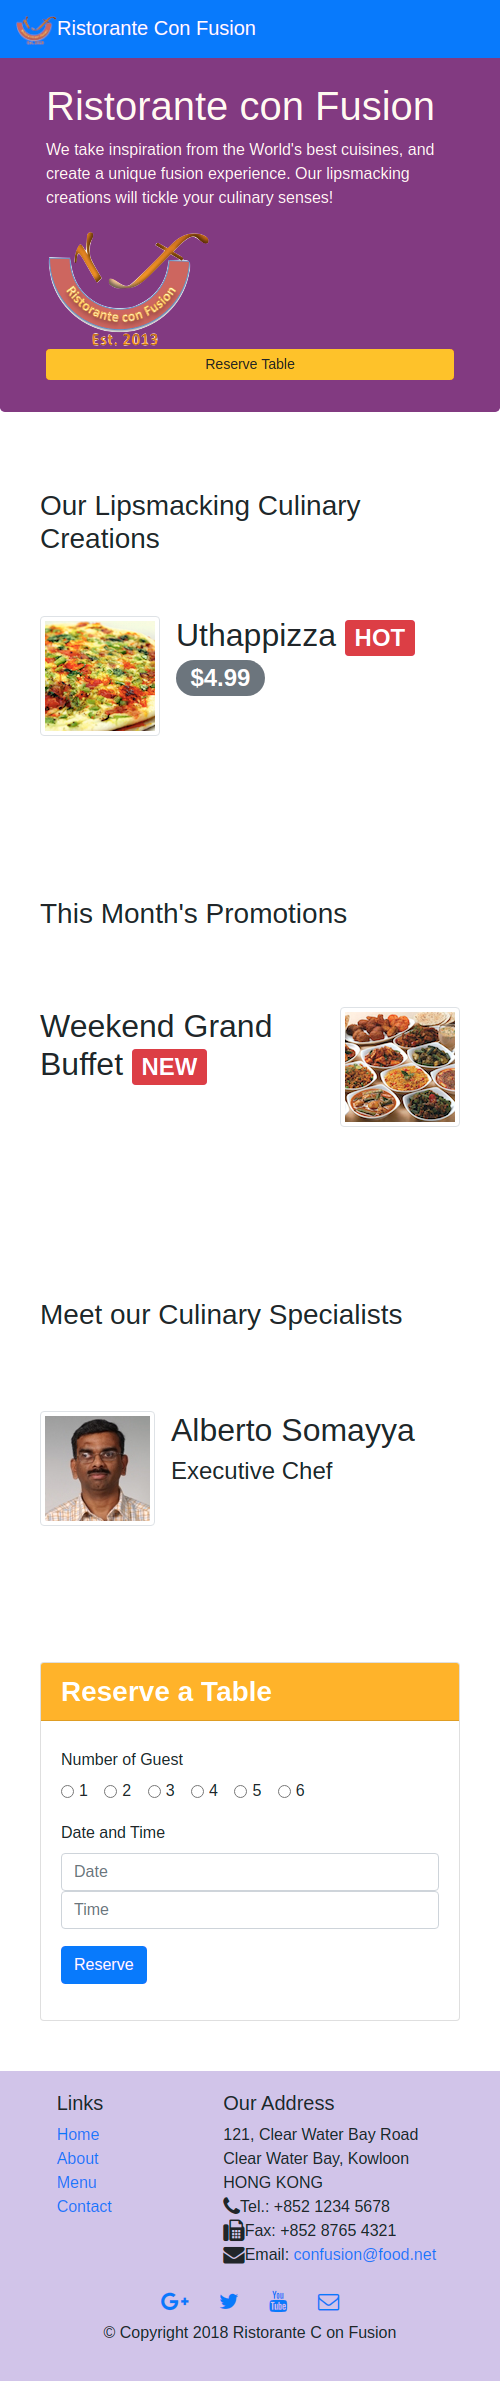 Ristorante Con Fusion
Ristorante con Fusion
We take inspiration from the World's best cuisines, and
create a unique fusion experience. Our lipsmacking
creations will tickle your culinary senses!
Ristorante con Fusion
Est. 2013
Reserve Table
Our Lipsmacking Culinary
Creations
Uthappizza HOT
$4.99
This Month's Promotions
Weekend Grand
Buffet NEW
Meet our Culinary Specialists
Alberto Somayya
Executive Chef
Reserve a Table
Number of Guest
1 2 3 4 5 6
Date and Time
Date
Time
Reserve
Links
Home
About
Menu
Contact
Our Address
121, Clear Water Bay Road
Clear Water Bay, Kowloon
HONG KONG
Tel.: +852 1234 5678
Fax: +852 8765 4321
Email: confusion@food.net
G+
You
Tube
© Copyright 2018 Ristorante C on Fusion